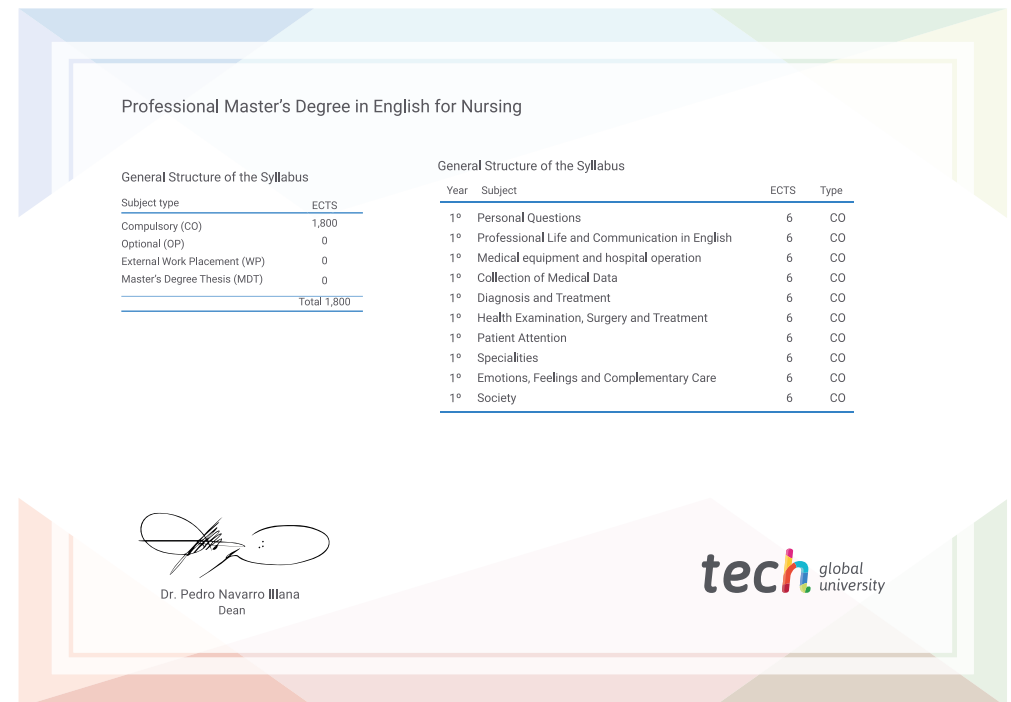 Professional Master's Degree in English for Nursing
General Structure of the Syllabus
Subject type ECTS
Compulsory (CO) 1,800
Optional (OP) 0
External Work Placement (WP) 0
Master's Degree Thesis (MDT) 0
Total 1,800
General Structure of the Syllabus
Year Subject ECTS Type
1º Personal Questions 6 CO
1º Professional Life and Communication in English 6 CO
1º Medical equipment and hospital operation 6 CO
1º Collection of Medical Data 6 CO
1º Diagnosis and Treatment 6 CO
1º Health Examination, Surgery and Treatment 6 CO
1º Patient Attention 6 CO
1º Specialities 6 CO
1º Emotions, Feelings and Complementary Care 6 CO
1º Society 6 CO
Dr. Pedro Navarro Illana
Dean
tech global
university